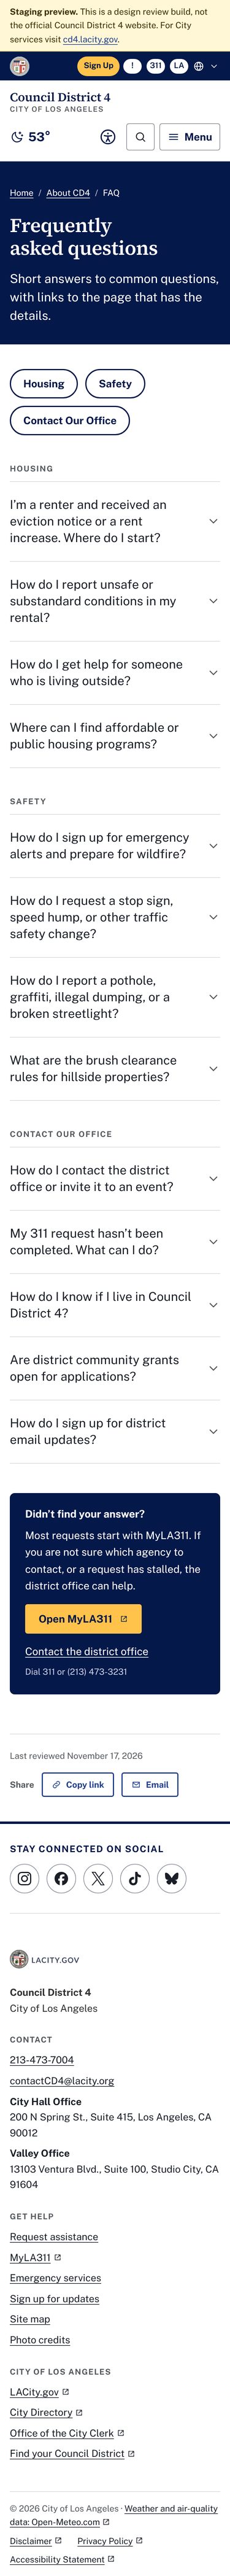 Staging preview. This is a design review build, not
the official Council District 4 website. For City
services visit cd4.lacity.gov.
Sign Up
!
311
LA
Council District 4
CITY OF LOS ANGELES
53°
Menu
Home / About CD4 / FAQ
Frequently
asked questions
Short answers to common questions,
with links to the page that has the
details.
Housing
Safety
Contact Our Office
HOUSING
I'm a renter and received an
eviction notice or a rent
increase. Where do I start?
How do I report unsafe or
substandard conditions in my
rental?
How do I get help for someone
who is living outside?
Where can I find affordable or
public housing programs?
SAFETY
How do I sign up for emergency
alerts and prepare for wildfire?
How do I request a stop sign,
speed hump, or other traffic
safety change?
How do I report a pothole,
graffiti, illegal dumping, or a
broken streetlight?
What are the brush clearance
rules for hillside properties?
CONTACT OUR OFFICE
How do I contact the district
office or invite it to an event?
My 311 request hasn't been
completed. What can I do?
How do I know if I live in Council
District 4?
Are district community grants
open for applications?
How do I sign up for district
email updates?
Didn't find your answer?
Most requests start with MyLA311. If
you are not sure which agency to
contact, or a request has stalled, the
district office can help.
Open MyLA311
Contact the district office
Dial 311 or (213) 473-3231
Last reviewed November 17, 2026
Share
Copy link
Email
STAY CONNECTED ON SOCIAL
LACITY.GOV
Council District 4
City of Los Angeles
CONTACT
213-473-7004
contactCD4@lacity.org
City Hall Office
200 N Spring St., Suite 415, Los Angeles, CA
90012
Valley Office
13103 Ventura Blvd., Suite 100, Studio City, CA
91604
GET HELP
Request assistance
MyLA311
Emergency services
Sign up for updates
Site map
Photo credits
CITY OF LOS ANGELES
LACity.gov
City Directory
Office of the City Clerk
Find your Council District
© 2026 City of Los Angeles · Weather and air-quality
data: Open-Meteo.com
Disclaimer
Privacy Policy
Accessibility Statement